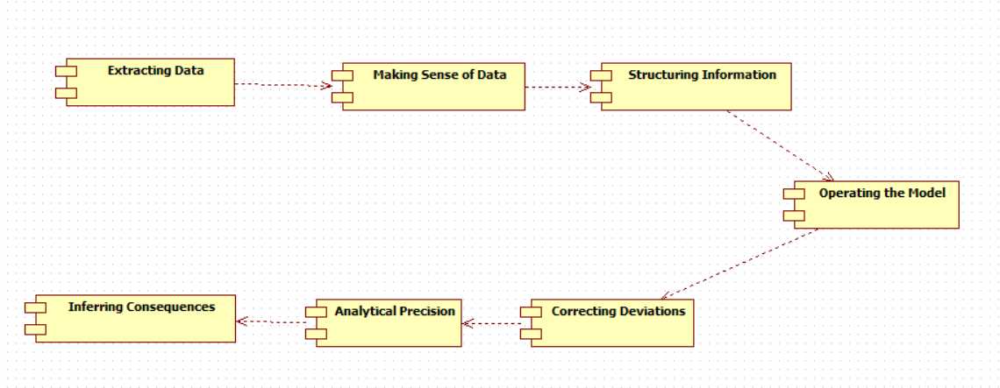 Extracting Data
Making Sense of Data
Structuring Information
Operating the Model
Inferring Consequences
Analytical Precision
Correcting Deviations